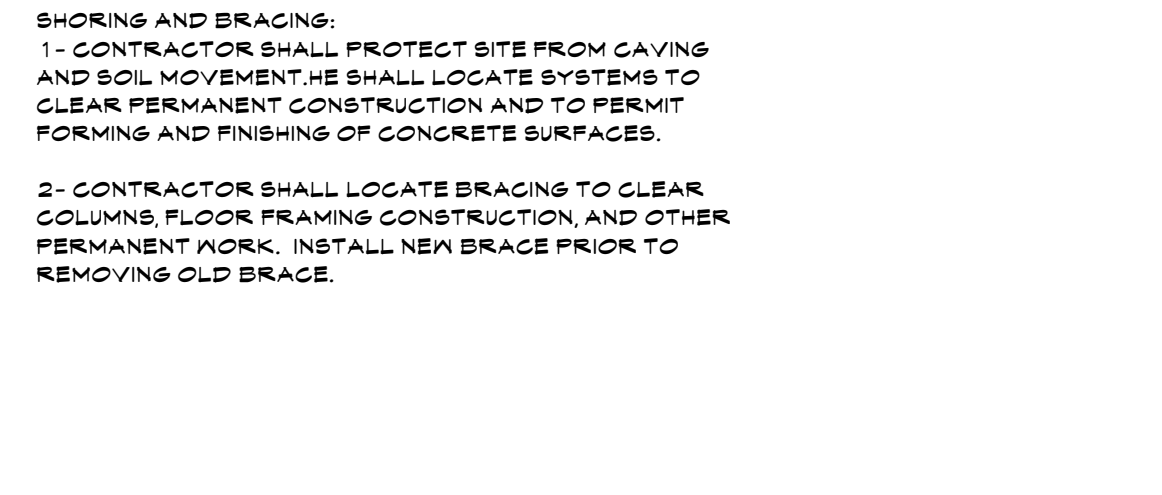 SHORING AND BRACING:
1- CONTRACTOR SHALL PROTECT SITE FROM CAVING
AND SOIL MOVEMENT.HE SHALL LOCATE SYSTEMS TO
CLEAR PERMANENT CONSTRUCTION AND TO PERMIT
FORMING AND FINISHING OF CONCRETE SURFACES.
2- CONTRACTOR SHALL LOCATE BRACING TO CLEAR
COLUMNS, FLOOR FRAMING CONSTRUCTION, AND OTHER
PERMANENT WORK. INSTALL NEW BRACE PRIOR TO
REMOVING OLD BRACE.